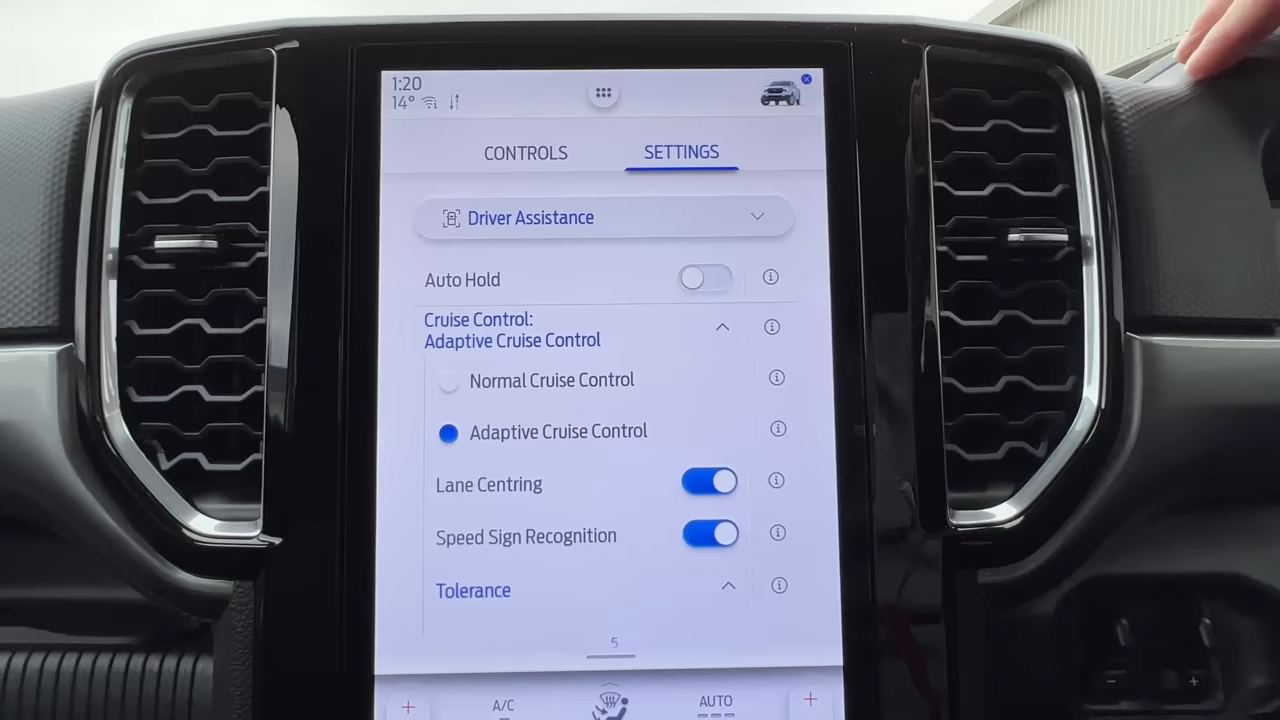 1:20
14°
CONTROLS
SETTINGS
Driver Assistance
Auto Hold
Cruise Control:
Adaptive Cruise Control
Normal Cruise Control
Adaptive Cruise Control
Lane Centring
Speed Sign Recognition
Tolerance
5
+
A/C
AUTO
+
− +